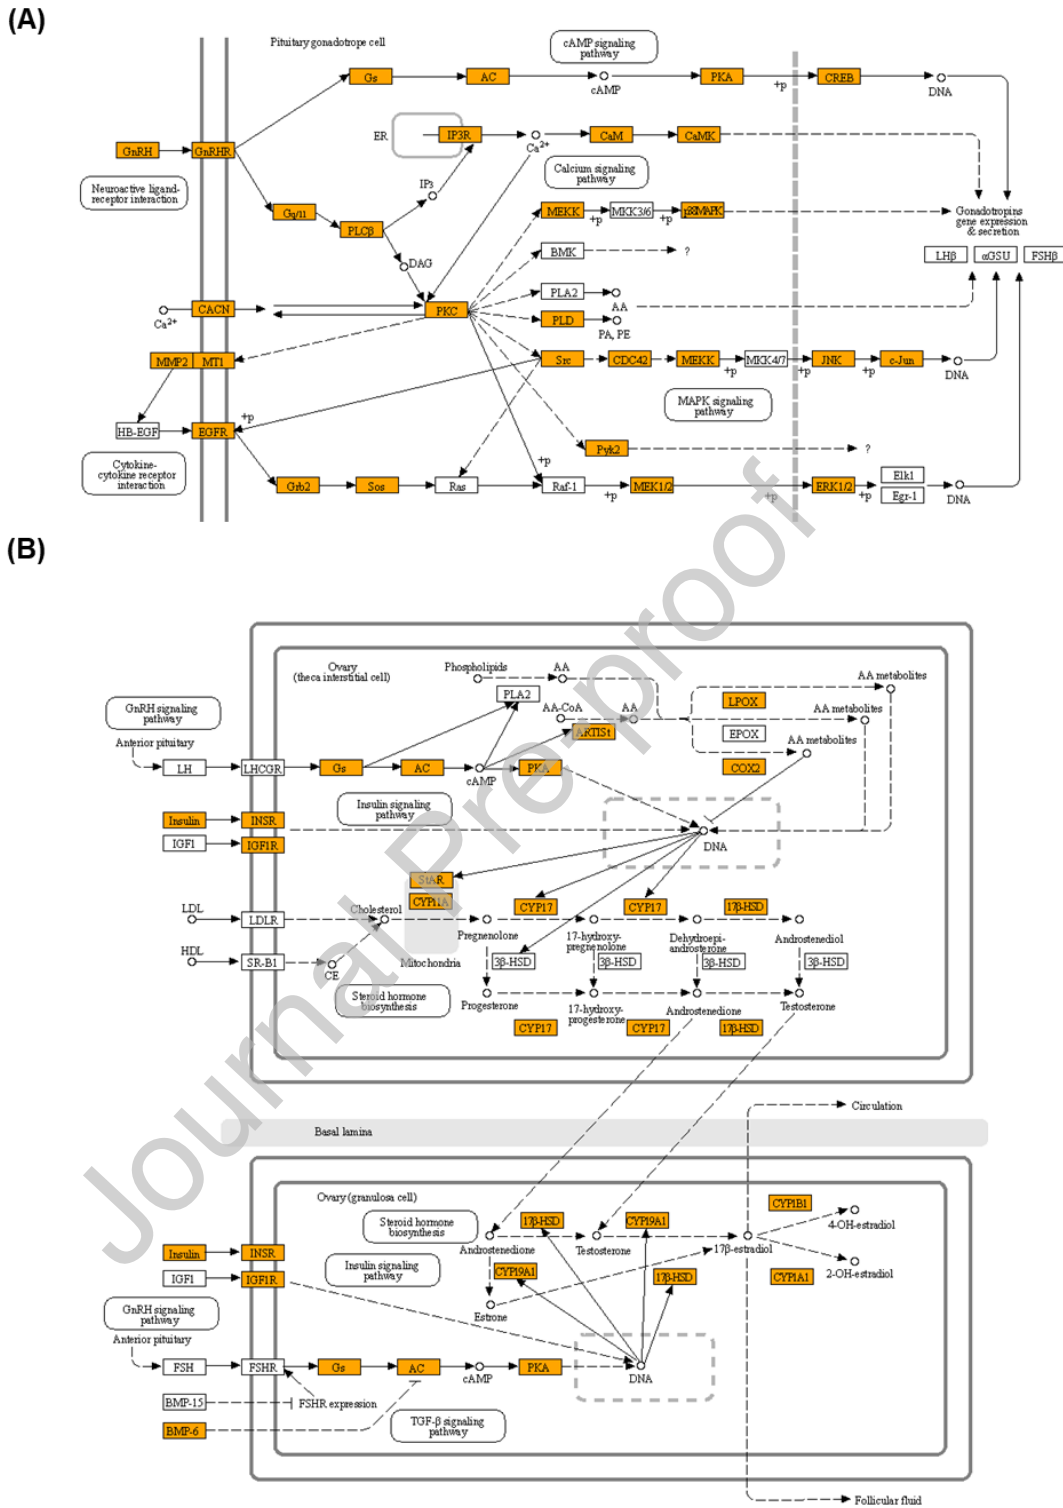 (A)
Pituitary gonadotrope cell
cAMP signaling
pathway
Gs
AC
cAMP
PKA
+p
CREB
DNA
ER
IP3R
Ca²⁺
CaM
CaMK
GnRH
GnRHR
Calcium signaling
pathway
Neuroactive ligand-
receptor interaction
IP₃
Gq/11
PLCβ
MEKK
+p
MKK3/6
+p
p38MAPK
Gonadotropins
gene expression
& secretion
LHβ
αGSU
FSHβ
DAG
BMK
?
PLA2
AA
CACN
Ca²⁺
PKC
PLD
PA, PE
MMP2
MT1
Src
CDC42
MEKK
+p
MKK4/7
+p
JNK
+p
c-Jun
DNA
MAPK signaling
pathway
HB-EGF
EGFR
+p
Pyk2
?
Cytokine-
cytokine receptor
interaction
+p
Grb2
Sos
Ras
Raf-1
+p
MEK1/2
+p
ERK1/2
+p
Elk1
Egr-1
DNA
(B)
Ovary
(theca interstitial cell)
Phospholipids
AA
AA metabolites
PLA2
GnRH signaling
pathway
AA-CoA
AA
LPOX
AA metabolites
ARTISt
EPOX
AA metabolites
Anterior pituitary
LH
LHCGR
Gs
AC
cAMP
PKA
COX2
Insulin signaling
pathway
Insulin
INSR
IGF1
IGF1R
DNA
StAR
CYP11A
LDL
LDLR
Cholesterol
CYP17
CYP17
17β-HSD
Pregnenolone
17-hydroxy-
pregnenolone
Dehydroepi-
androsterone
Androstenediol
HDL
SR-B1
CE
Mitochondria
3β-HSD
3β-HSD
3β-HSD
3β-HSD
Steroid hormone
biosynthesis
Progesterone
17-hydroxy-
progesterone
Androstenedione
Testosterone
CYP17
CYP17
17β-HSD
Circulation
Basal lamina
Ovary (granulosa cell)
Steroid hormone
biosynthesis
17β-HSD
CYP19A1
CYP1B1
4-OH-estradiol
Androstenedione
Testosterone
17β-estradiol
Insulin
INSR
Insulin signaling
pathway
CYP19A1
17β-HSD
CYP1A1
2-OH-estradiol
IGF1
IGF1R
Estrone
GnRH signaling
pathway
Anterior pituitary
FSH
FSHR
Gs
AC
cAMP
PKA
DNA
BMP-15
FSHR expression
BMP-6
TGF-β signaling
pathway
Follicular fluid
Journal Pre-proof